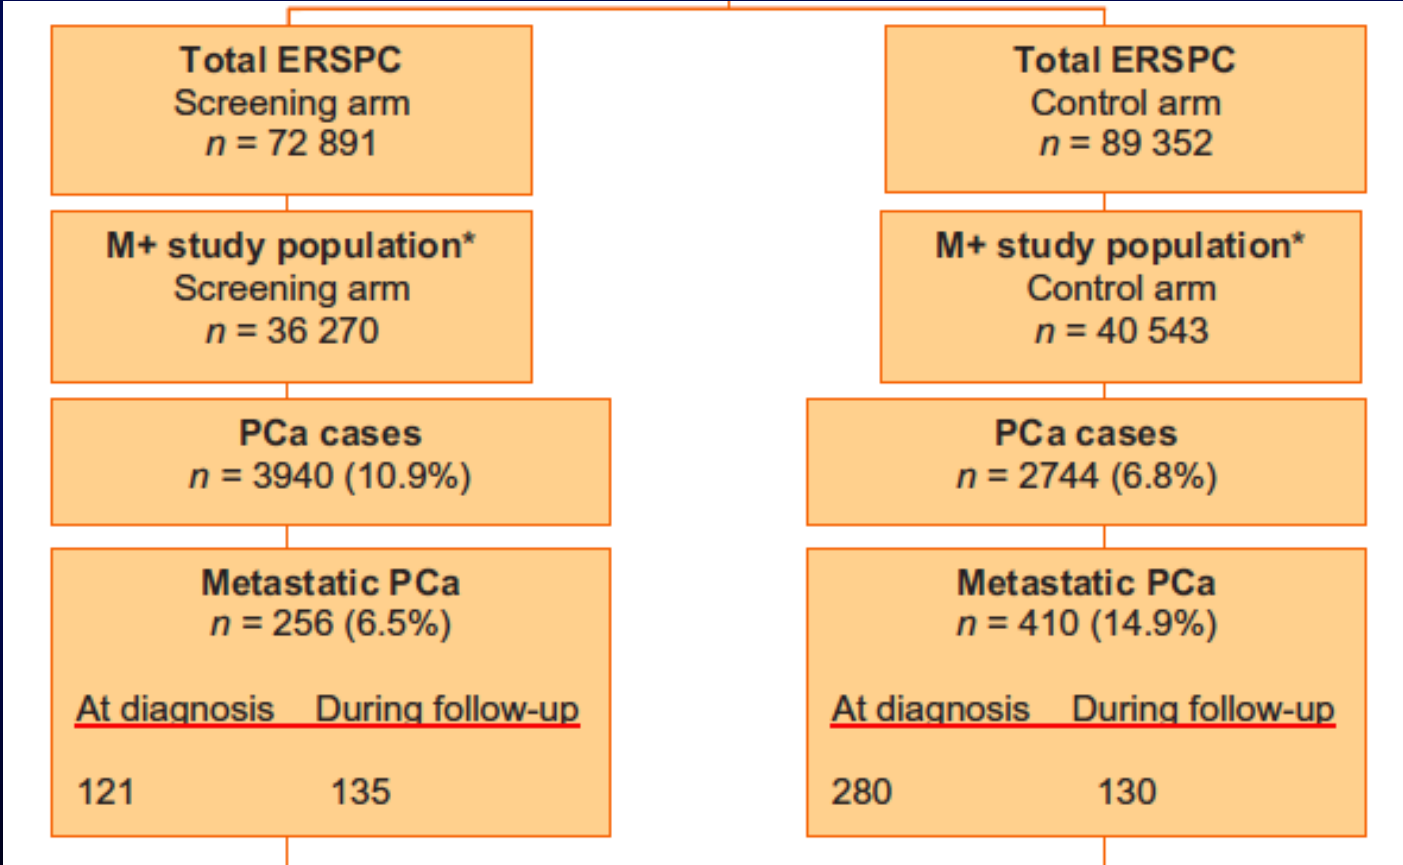 Total ERSPC
Screening arm
n = 72 891
Total ERSPC
Control arm
n = 89 352
M+ study population*
Screening arm
n = 36 270
M+ study population*
Control arm
n = 40 543
PCa cases
n = 3940 (10.9%)
PCa cases
n = 2744 (6.8%)
Metastatic PCa
n = 256 (6.5%)
At diagnosis During follow-up
121 135
Metastatic PCa
n = 410 (14.9%)
At diagnosis During follow-up
280 130